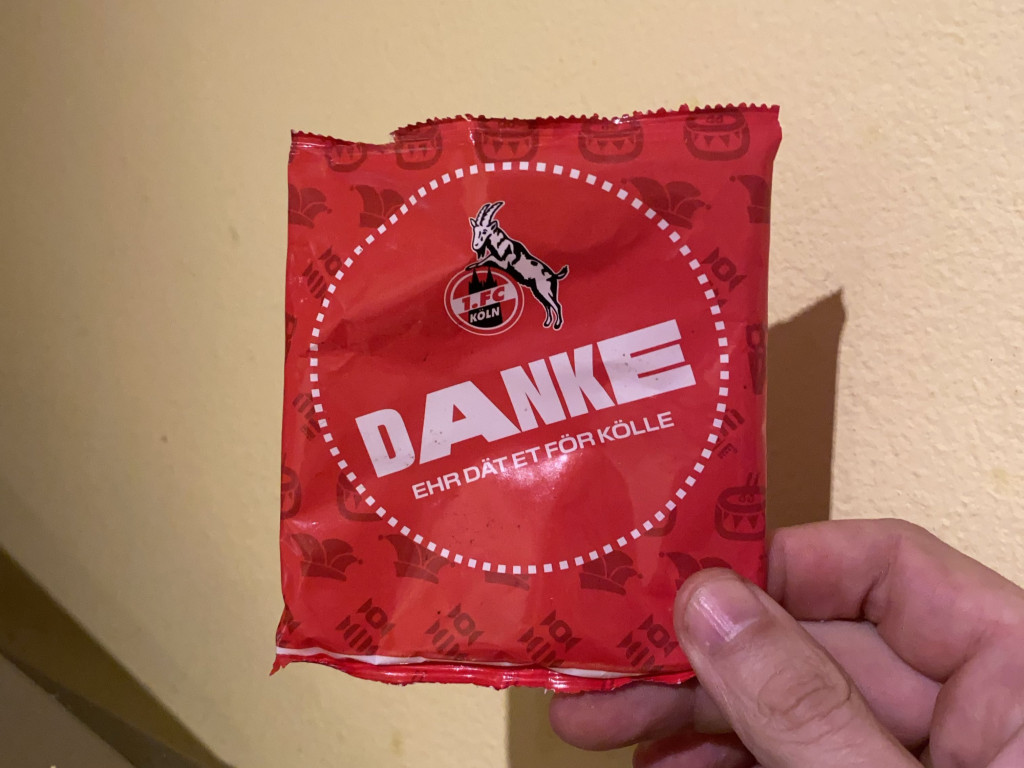 1.FC
KÖLN
DANKE
EHR DÄT ET FÖR KÖLLE